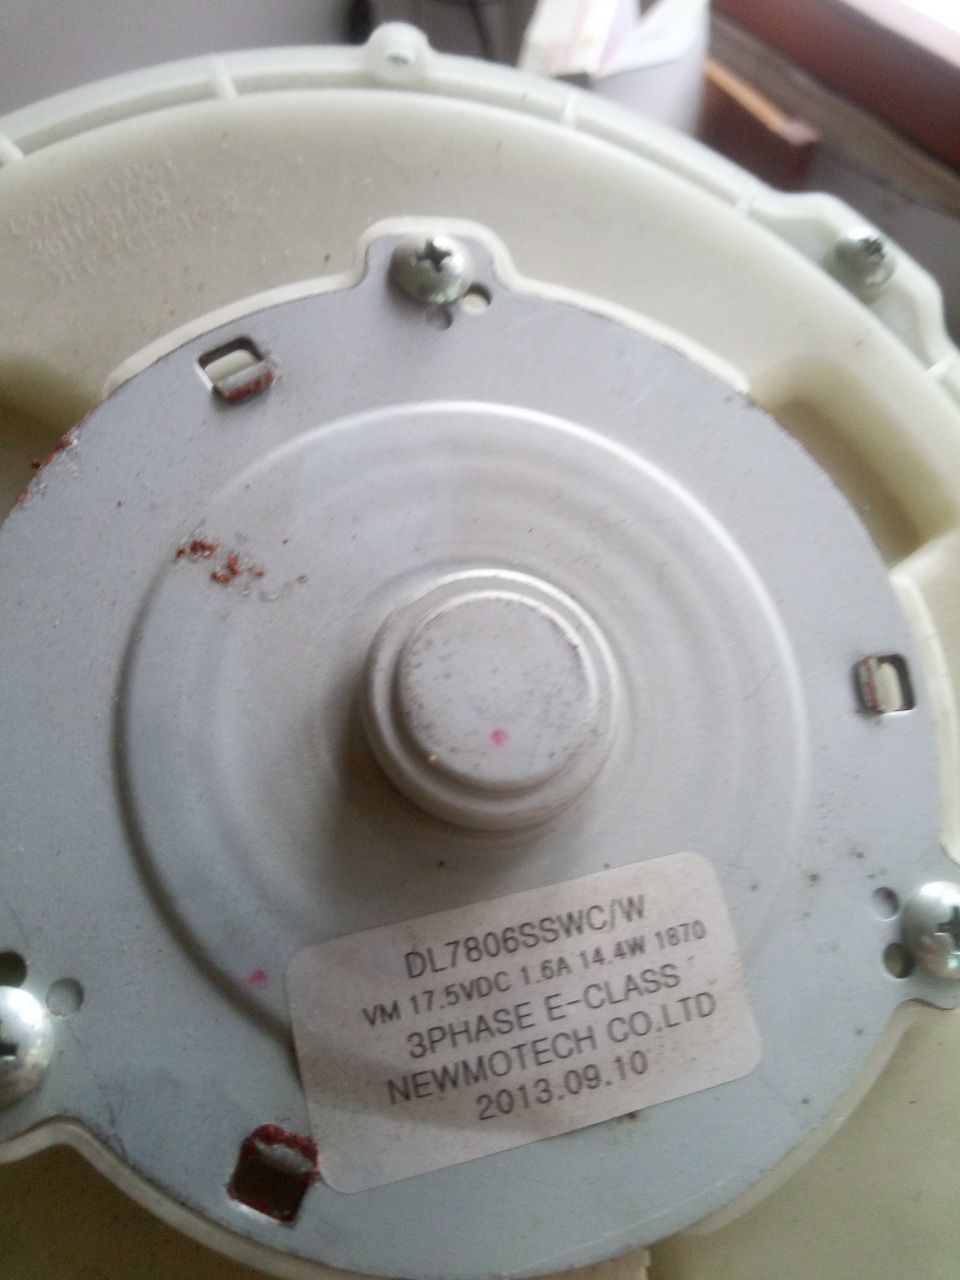 DL7806SSWC/W
VM 17.5VDC 1.6A 14.4W 1870
3PHASE E-CLASS
NEWMOTECH CO.LTD
2013.09.10